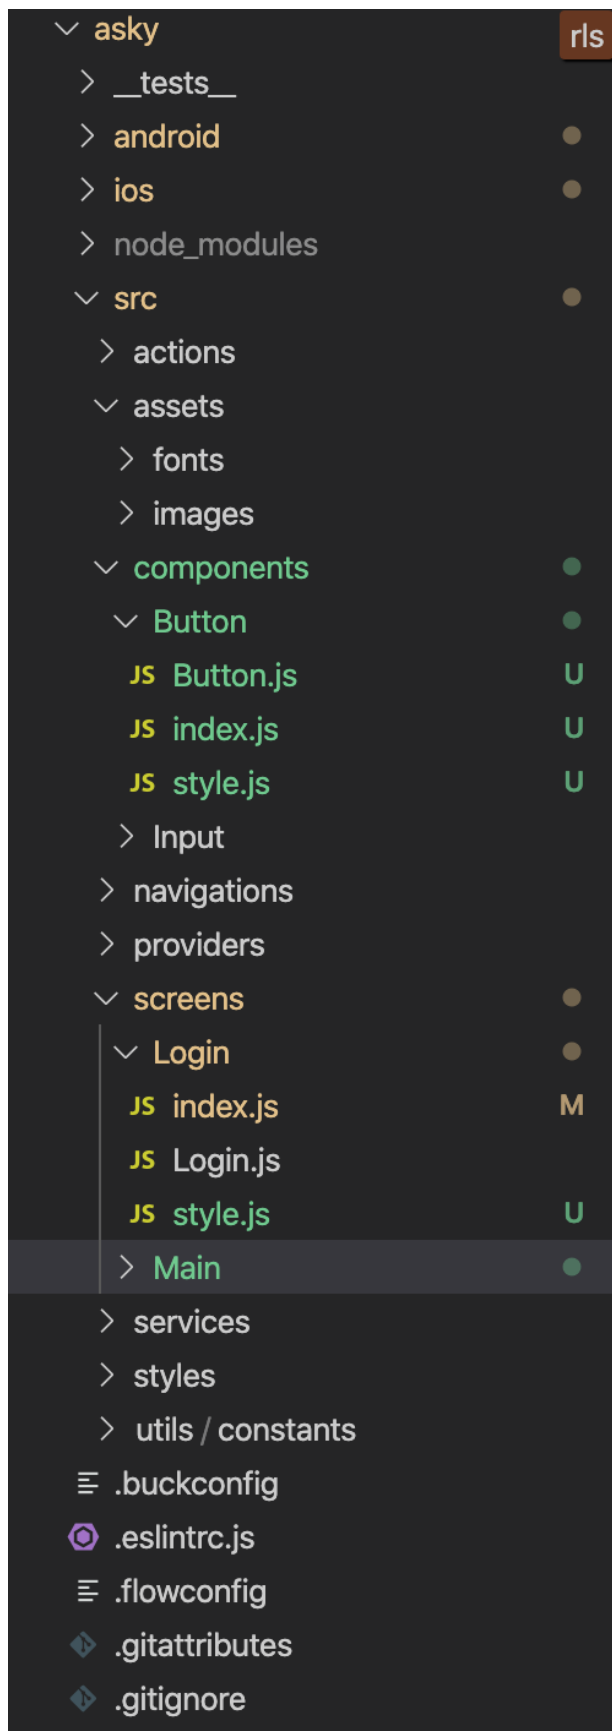 asky
rls
__tests__
android
ios
node_modules
src
actions
assets
fonts
images
components
Button
JS Button.js U
JS index.js U
JS style.js U
Input
navigations
providers
screens
Login
JS index.js M
JS Login.js
JS style.js U
Main
services
styles
utils / constants
.buckconfig
.eslintrc.js
.flowconfig
.gitattributes
.gitignore